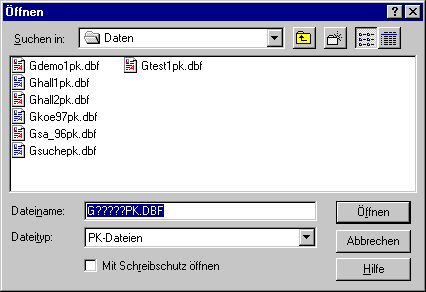 Öffnen
Suchen in: Daten
Gdemo1pk.dbf Gtest1pk.dbf
Ghall1pk.dbf
Ghall2pk.dbf
Gkoe97pk.dbf
Gsa_96pk.dbf
Gsuchepk.dbf
Dateiname: G?????PK.DBF Öffnen
Dateityp: PK-Dateien Abbrechen
Mit Schreibschutz öffnen Hilfe